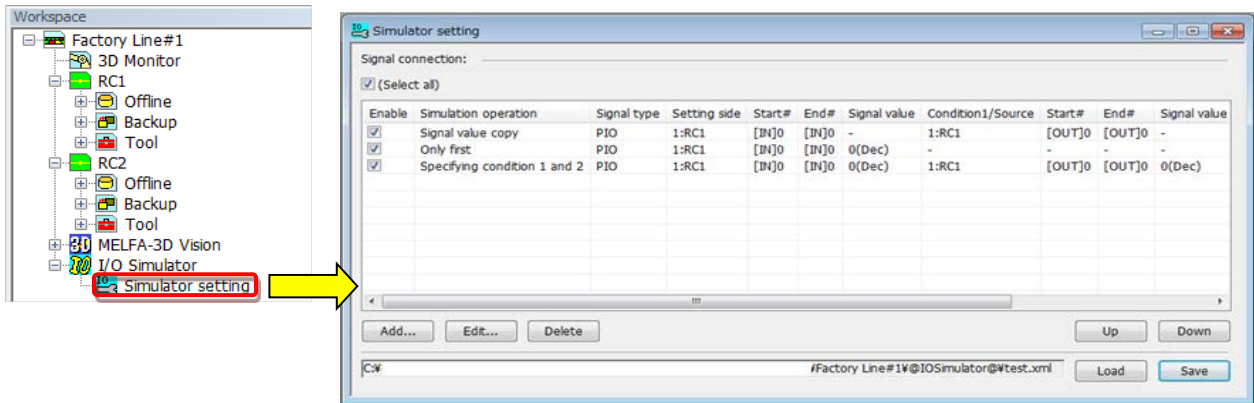 Workspace
Factory Line#1
3D Monitor
RC1
Offline
Backup
Tool
RC2
Offline
Backup
Tool
MELFA-3D Vision
I/O Simulator
Simulator setting
Simulator setting
Signal connection:
(Select all)
Enable Simulation operation Signal type Setting side Start# End# Signal value Condition1/Source Start# End# Signal value
Signal value copy PIO 1:RC1 [IN]0 [IN]0 - 1:RC1 [OUT]0 [OUT]0 -
Only first PIO 1:RC1 [IN]0 [IN]0 0(Dec) - - - -
Specifying condition 1 and 2 PIO 1:RC1 [IN]0 [IN]0 0(Dec) 1:RC1 [OUT]0 [OUT]0 0(Dec)
Add... Edit... Delete Up Down
C:¥ /Factory Line#1¥@IOSimulator@¥test.xml Load Save